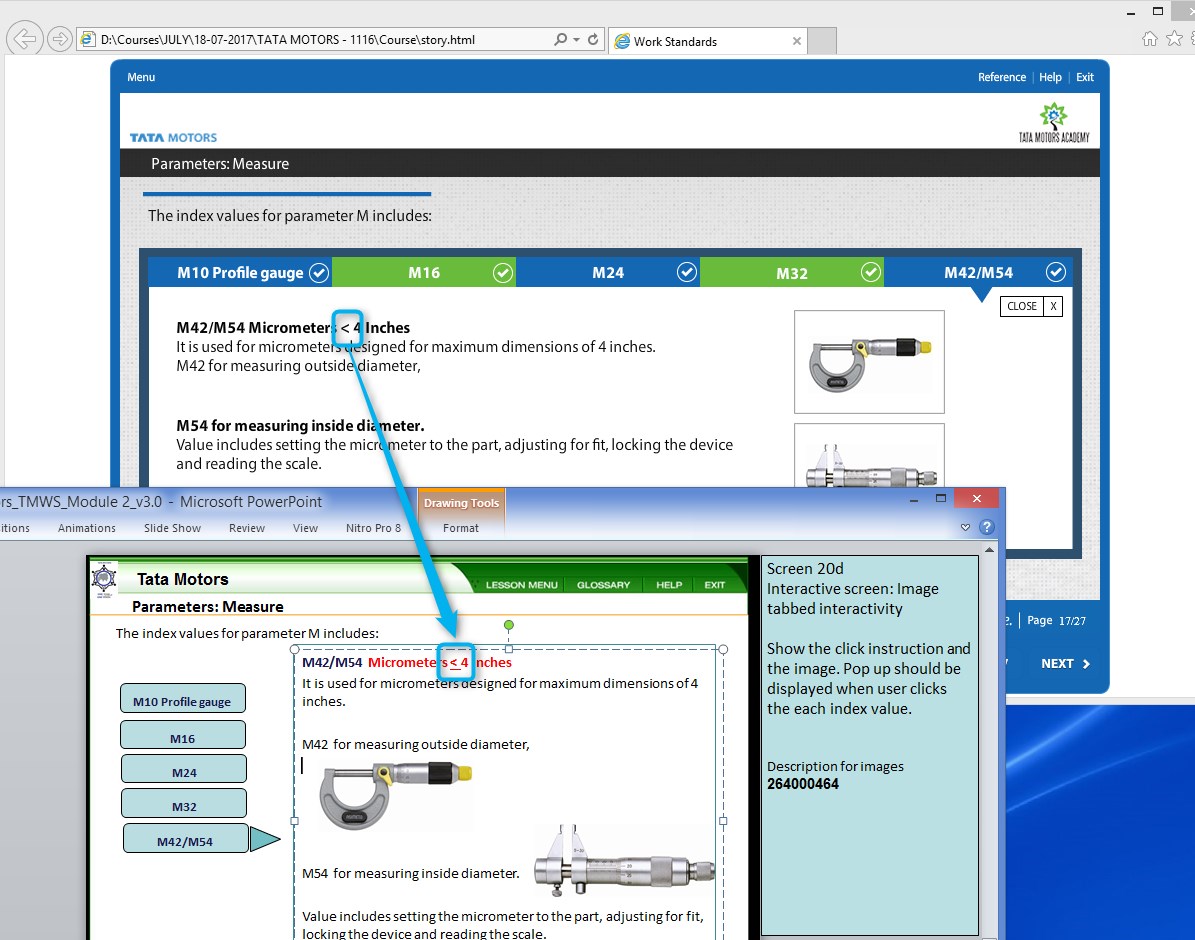 D:\Courses\JULY\18-07-2017\TATA MOTORS - 1116\Course\story.html
Work Standards
Menu
Reference | Help | Exit
TATA MOTORS
TATA MOTORS ACADEMY
Parameters: Measure
The index values for parameter M includes:
M10 Profile gauge
M16
M24
M32
M42/M54
CLOSE X
M42/M54 Micrometers < 4 Inches
It is used for micrometers designed for maximum dimensions of 4 inches.
M42 for measuring outside diameter,
M54 for measuring inside diameter.
Value includes setting the micrometer to the part, adjusting for fit, locking the device
and reading the scale.
Page 17/27
NEXT
rs_TMWS_Module 2_v3.0 - Microsoft PowerPoint
Drawing Tools
itions
Animations
Slide Show
Review
View
Nitro Pro 8
Format
Tata Motors
LESSON MENU
GLOSSARY
HELP
EXIT
Parameters: Measure
The index values for parameter M includes:
M10 Profile gauge
M16
M24
M32
M42/M54
M42/M54 Micrometers < 4 Inches
It is used for micrometers designed for maximum dimensions of 4
inches.
M42 for measuring outside diameter,
M54 for measuring inside diameter.
Value includes setting the micrometer to the part, adjusting for fit,
locking the device and reading the scale.
Screen 20d
Interactive screen: Image
tabbed interactivity
Show the click instruction and
the image. Pop up should be
displayed when user clicks
the each index value.
Description for images
264000464